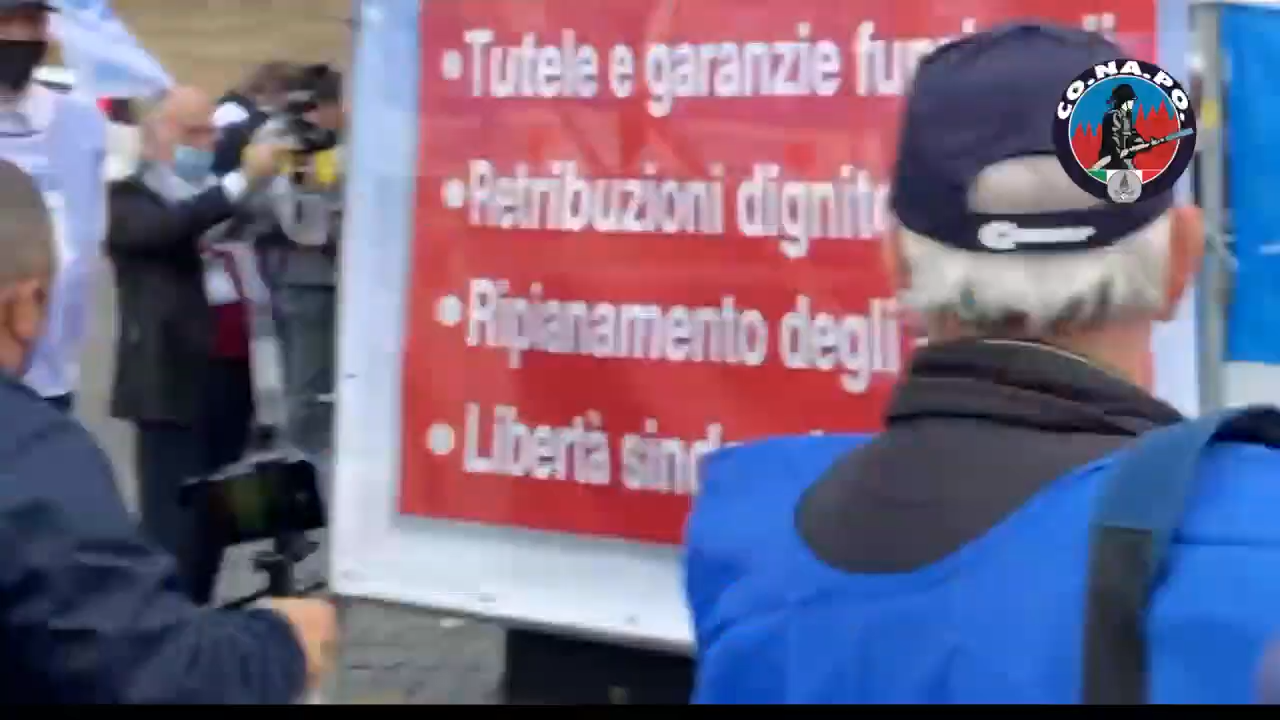 •Tutele e garanzie
•Retribuzioni
•Ripianamento degli
•Libertà
CO.NA.PO.